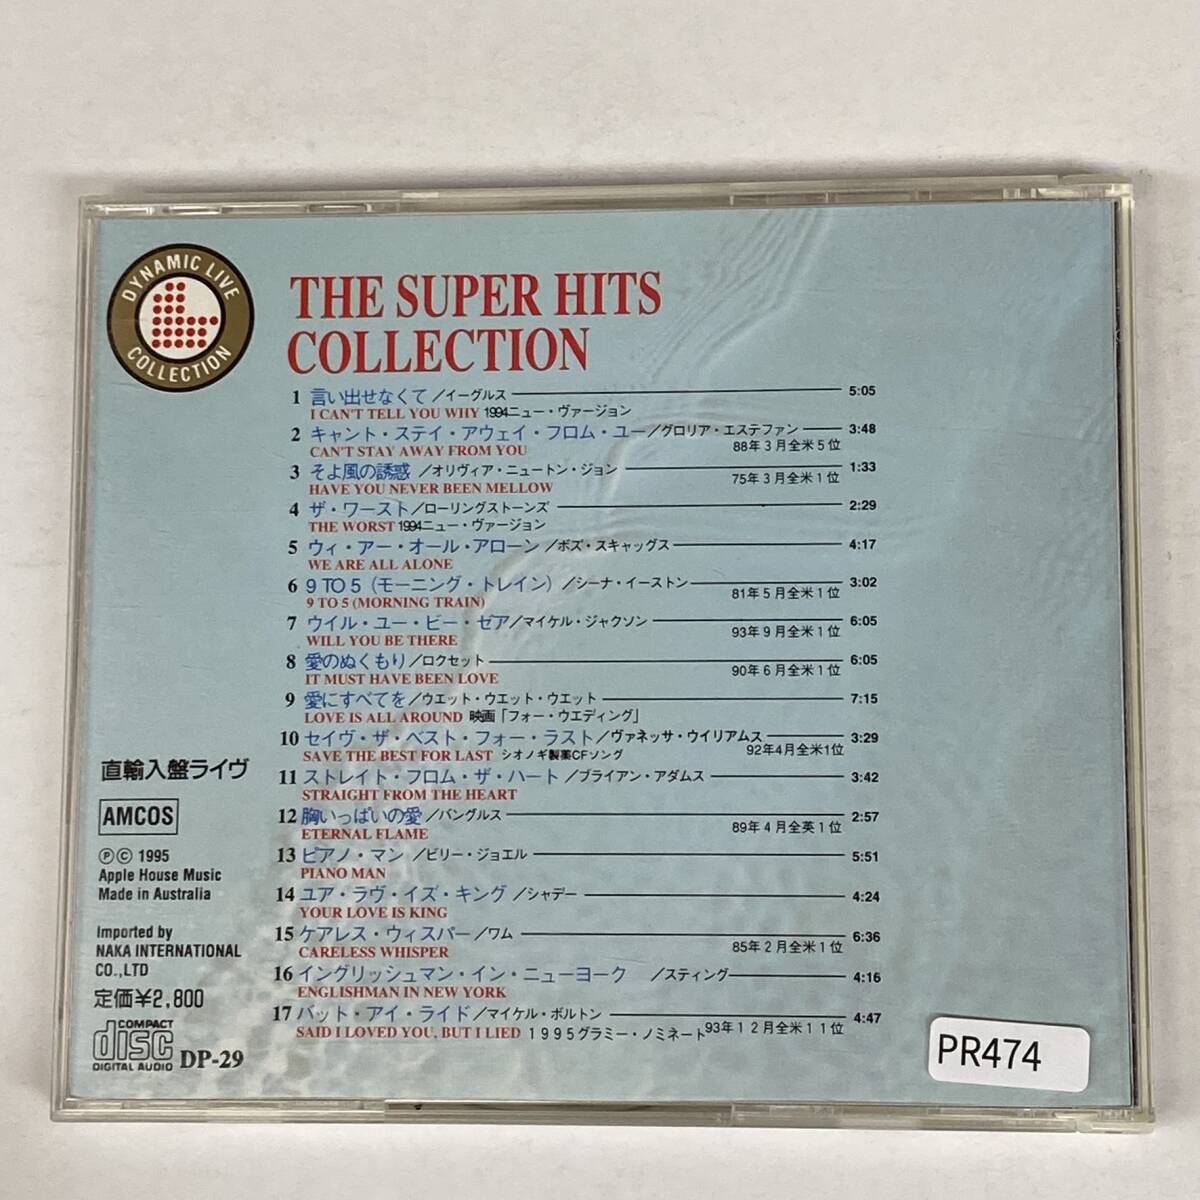 DYNAMIC LIVE
COLLECTION
THE SUPER HITS
COLLECTION
1 言い出せなくて／イーグルス 5:05
I CAN'T TELL YOU WHY 1994ニュー・ヴァージョン
2 キャント・ステイ・アウェイ・フロム・ユー／グロリア・エステファン 3:48
CAN'T STAY AWAY FROM YOU 88年3月全米5位
3 そよ風の誘惑 ／オリヴィア・ニュートン・ジョン 1:33
HAVE YOU NEVER BEEN MELLOW 75年3月全米1位
4 ザ・ワースト／ローリングストーンズ 2:29
THE WORST 1994ニュー・ヴァージョン
5 ウィ・アー・オール・アローン／ボズ・スキャッグス 4:17
WE ARE ALL ALONE
6 9 TO 5（モーニング・トレイン）／シーナ・イーストン 3:02
9 TO 5 (MORNING TRAIN) 81年5月全米1位
7 ウイル・ユー・ビー・ゼア／マイケル・ジャクソン 6:05
WILL YOU BE THERE 93年9月全米1位
8 愛のぬくもり／ロクセット 6:05
IT MUST HAVE BEEN LOVE 90年6月全米1位
9 愛にすべてを／ウエット・ウエット・ウエット 7:15
LOVE IS ALL AROUND 映画「フォー・ウエディング」
10 セイヴ・ザ・ベスト・フォー・ラスト／ヴァネッサ・ウイリアムス 3:29
SAVE THE BEST FOR LAST シオノギ製薬CFソング 92年4月全米1位
11 ストレイト・フロム・ザ・ハート／ブライアン・アダムス 3:42
STRAIGHT FROM THE HEART
12 胸いっぱいの愛／バングルス 2:57
ETERNAL FLAME 89年4月全英1位
13 ピアノ・マン ／ビリー・ジョエル 5:51
PIANO MAN
14 ユア・ラヴ・イズ・キング／シャデー 4:24
YOUR LOVE IS KING
15 ケアレス・ウィスパー／ワム 6:36
CARELESS WHISPER 85年2月全米1位
16 イングリッシュマン・イン・ニューヨーク ／スティング 4:16
ENGLISHMAN IN NEW YORK
17 バット・アイ・ライド／マイケル・ボルトン 4:47
SAID I LOVED YOU, BUT I LIED 1995グラミー・ノミネート 93年12月全米11位
直輸入盤ライヴ
AMCOS
Ⓟ© 1995
Apple House Music
Made in Australia
Imported by
NAKA INTERNATIONAL
CO.,LTD
定価¥2,800
COMPACT
disc
DIGITAL AUDIO
DP-29
PR474